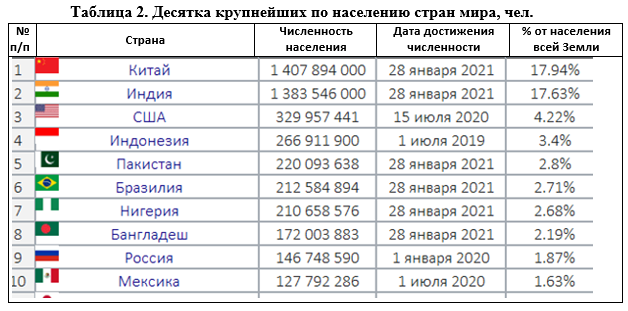 Таблица 2. Десятка крупнейших по населению стран мира, чел.
№ п/п Страна Численность населения Дата достижения численности % от населения всей Земли
1 Китай 1 407 894 000 28 января 2021 17.94%
2 Индия 1 383 546 000 28 января 2021 17.63%
3 США 329 957 441 15 июля 2020 4.22%
4 Индонезия 266 911 900 1 июля 2019 3.4%
5 Пакистан 220 093 638 28 января 2021 2.8%
6 Бразилия 212 584 894 28 января 2021 2.71%
7 Нигерия 210 658 576 28 января 2021 2.68%
8 Бангладеш 172 003 883 28 января 2021 2.19%
9 Россия 146 748 590 1 января 2020 1.87%
10 Мексика 127 792 286 1 июля 2020 1.63%